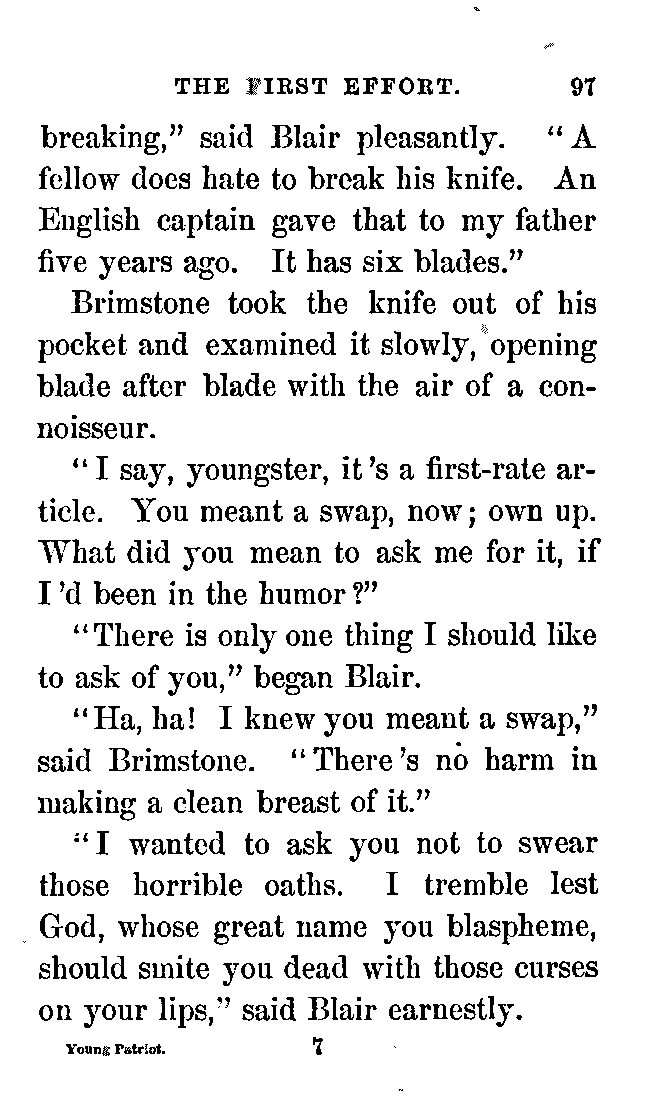 THE FIRST EFFORT. 97
breaking,” said Blair pleasantly. “ A
fellow does hate to break his knife. An
English captain gave that to my father
five years ago. It has six blades.”
Brimstone took the knife out of his
pocket and examined it slowly, opening
blade after blade with the air of a con-
noisseur.
“ I say, youngster, it ’s a first-rate ar-
ticle. You meant a swap, now; own up.
What did you mean to ask me for it, if
I ’d been in the humor ?”
“There is only one thing I should like
to ask of you,” began Blair.
“Ha, ha! I knew you meant a swap,”
said Brimstone. “ There ’s no harm in
making a clean breast of it.”
“ I wanted to ask you not to swear
those horrible oaths. I tremble lest
God, whose great name you blaspheme,
should smite you dead with those curses
on your lips,” said Blair earnestly.
Young Patriot. 7